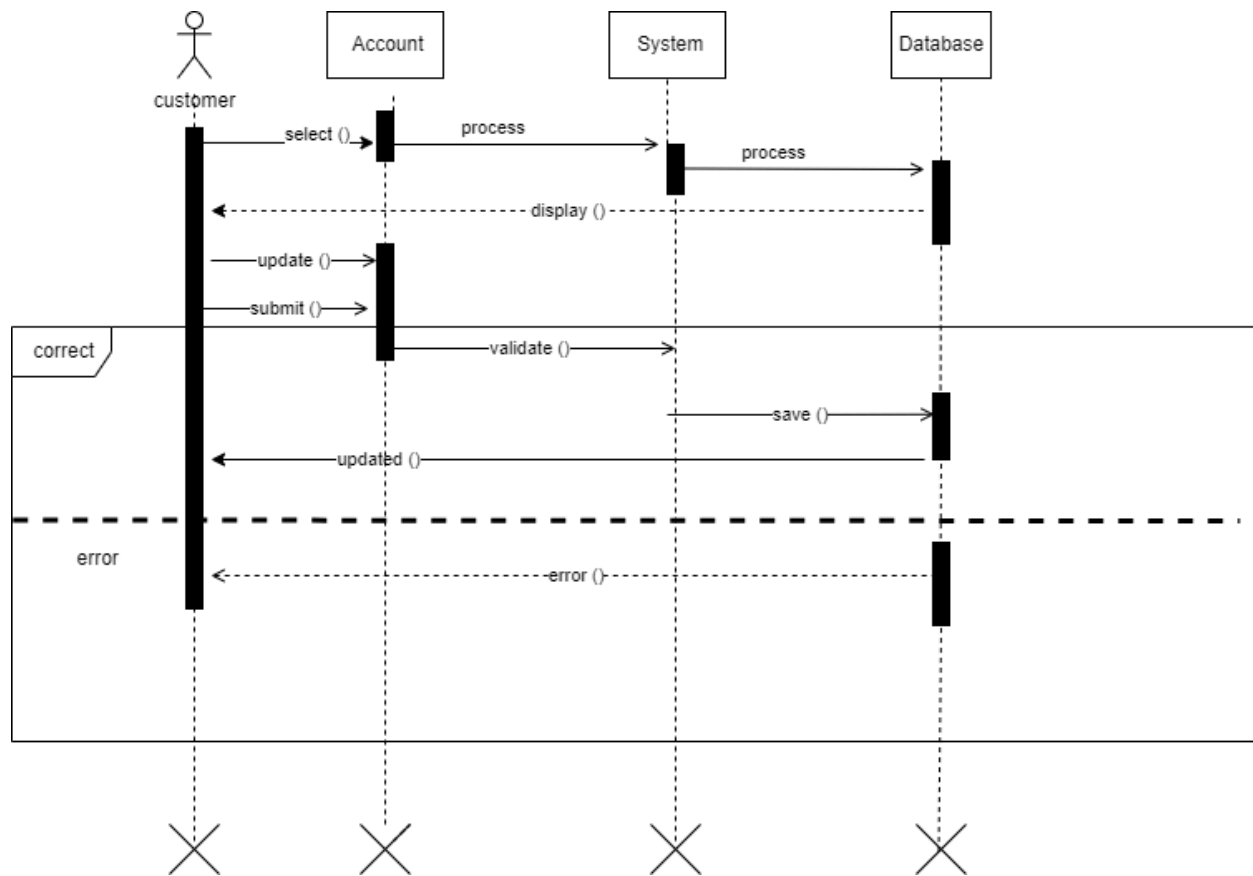 customer
Account
System
Database
select ()
process
process
display ()
update ()
submit ()
correct
validate ()
save ()
updated ()
error
error ()